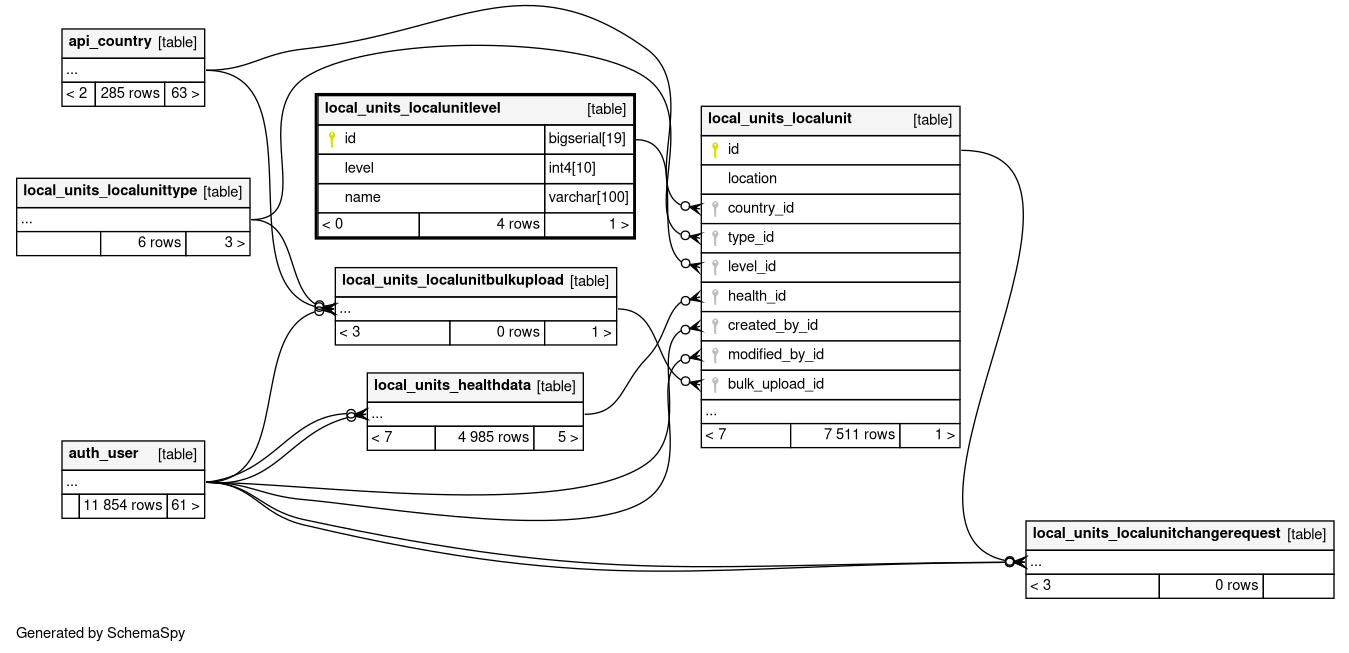 api_country [table]
...
< 2 285 rows 63 >
local_units_localunitlevel [table]
id bigserial[19]
level int4[10]
name varchar[100]
< 0 4 rows 1 >
local_units_localunit [table]
id
location
country_id
type_id
level_id
health_id
created_by_id
modified_by_id
bulk_upload_id
...
< 7 7 511 rows 1 >
local_units_localunittype [table]
...
6 rows 3 >
local_units_localunitbulkupload [table]
...
< 3 0 rows 1 >
local_units_healthdata [table]
...
< 7 4 985 rows 5 >
auth_user [table]
...
11 854 rows 61 >
local_units_localunitchangerequest [table]
...
< 3 0 rows
Generated by SchemaSpy